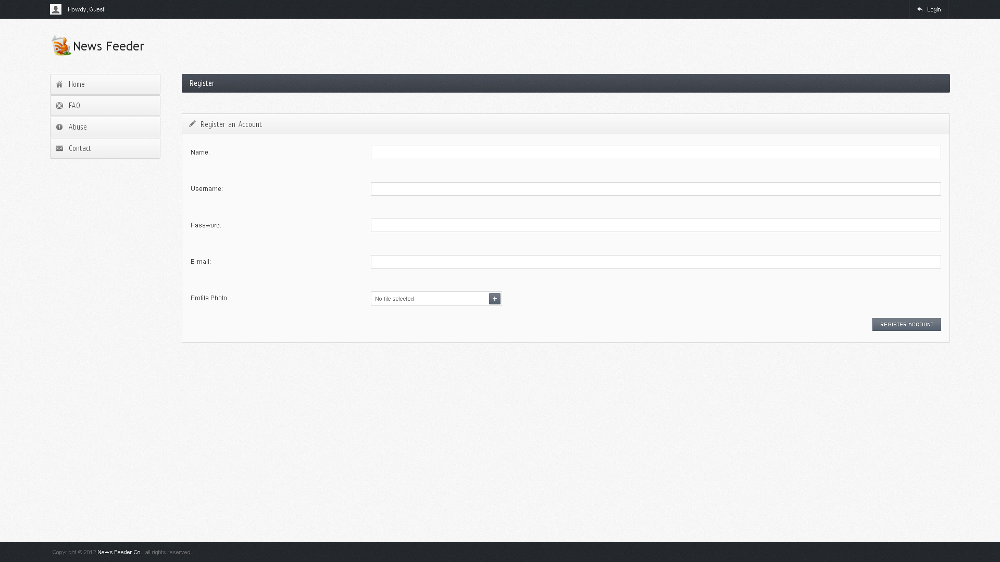 Howdy, Guest!
Login
News Feeder
Home
FAQ
Abuse
Contact
Register
Register an Account
Name:
Username:
Password:
E-mail:
Profile Photo:
No file selected
REGISTER ACCOUNT
Copyright © 2012 News Feeder Co., all rights reserved.